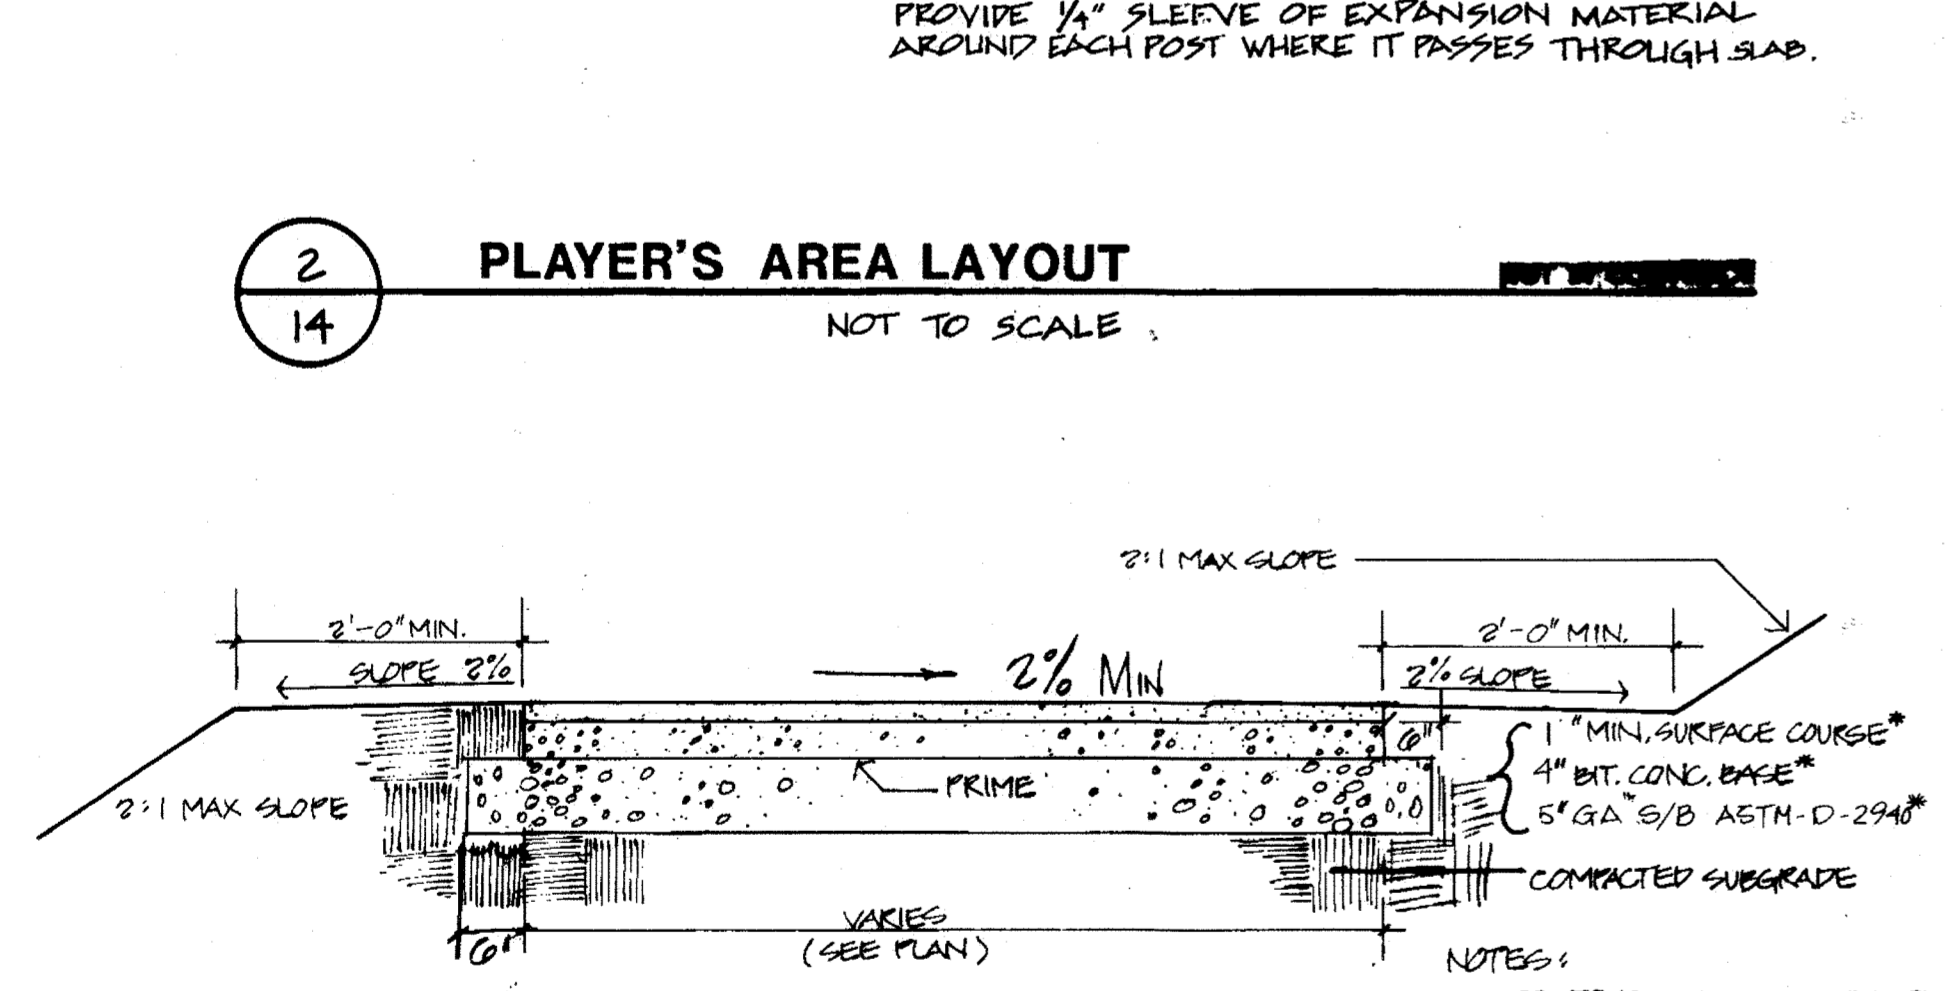 PROVIDE 1/4" SLEEVE OF EXPANSION MATERIAL
AROUND EACH POST WHERE IT PASSES THROUGH SLAB.
2
14
PLAYER'S AREA LAYOUT
NOT TO SCALE
2:1 MAX SLOPE
2'-0" MIN.
2'-0" MIN.
SLOPE 2%
2% MIN
2% SLOPE
6"
1" MIN. SURFACE COURSE*
4" BIT. CONC. BASE*
5" GA" S/B ASTM-D-2940*
2:1 MAX SLOPE
PRIME
COMPACTED SUBGRADE
6"
VARIES
(SEE PLAN)
NOTES: